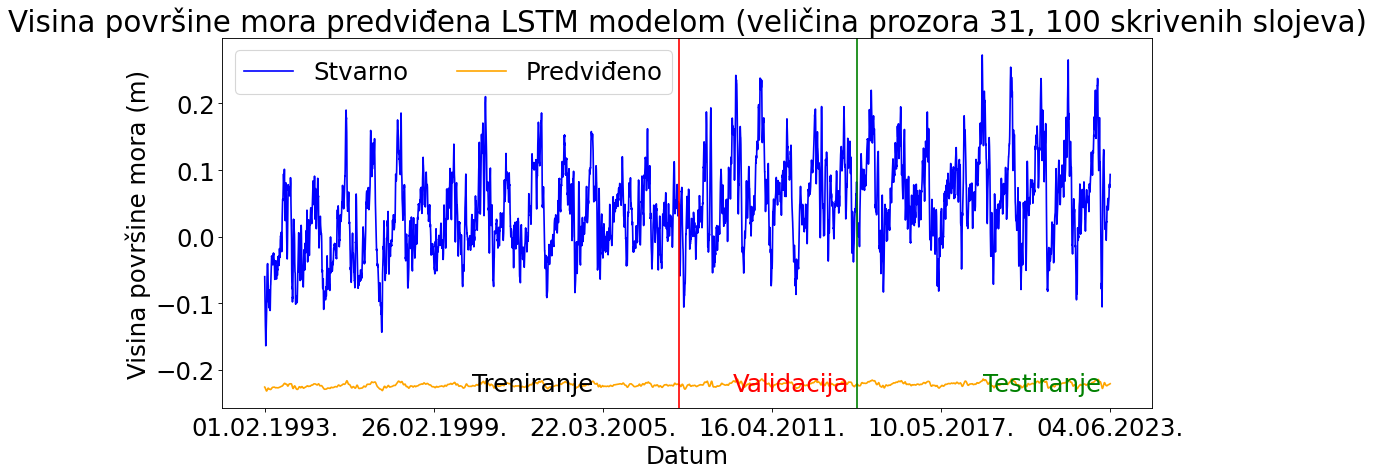 Visina površine mora predviđena LSTM modelom (veličina prozora 31, 100 skrivenih slojeva)
Stvarno Predviđeno
Visina površine mora (m)
0.2
0.1
0.0
−0.1
−0.2
Treniranje Validacija Testiranje
01.02.1993. 26.02.1999. 22.03.2005. 16.04.2011. 10.05.2017. 04.06.2023.
Datum